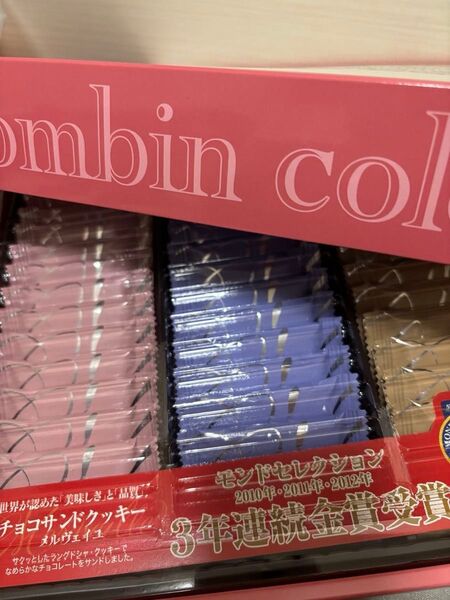 ombin colo
世界が認めた「美味しさ」と「品質」
チョコサンドクッキー
メルヴェイユ
サクッとしたラングドシャ・クッキーで
なめらかなチョコレートをサンドしました。
モンドセレクション
2010年・2011年・2012年
3年連続金賞受賞